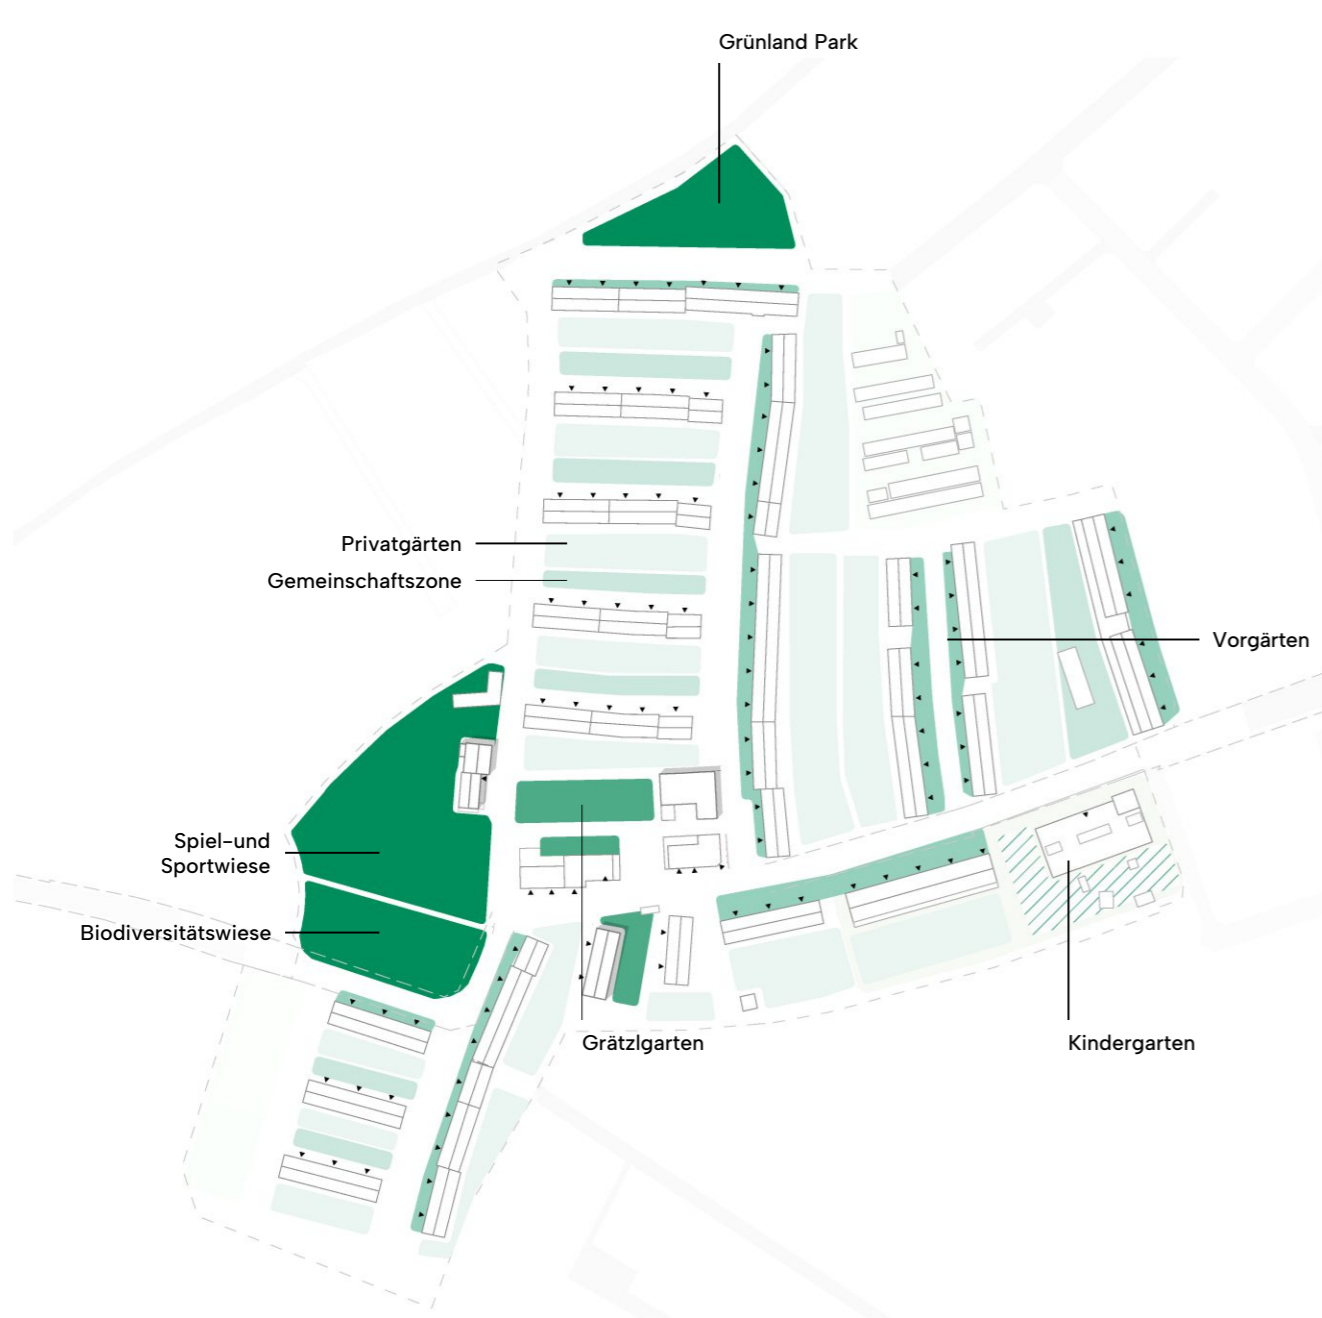 Grünland Park
Privatgärten
Gemeinschaftszone
Vorgärten
Spiel-und
Sportwiese
Biodiversitätswiese
Grätzlgarten
Kindergarten